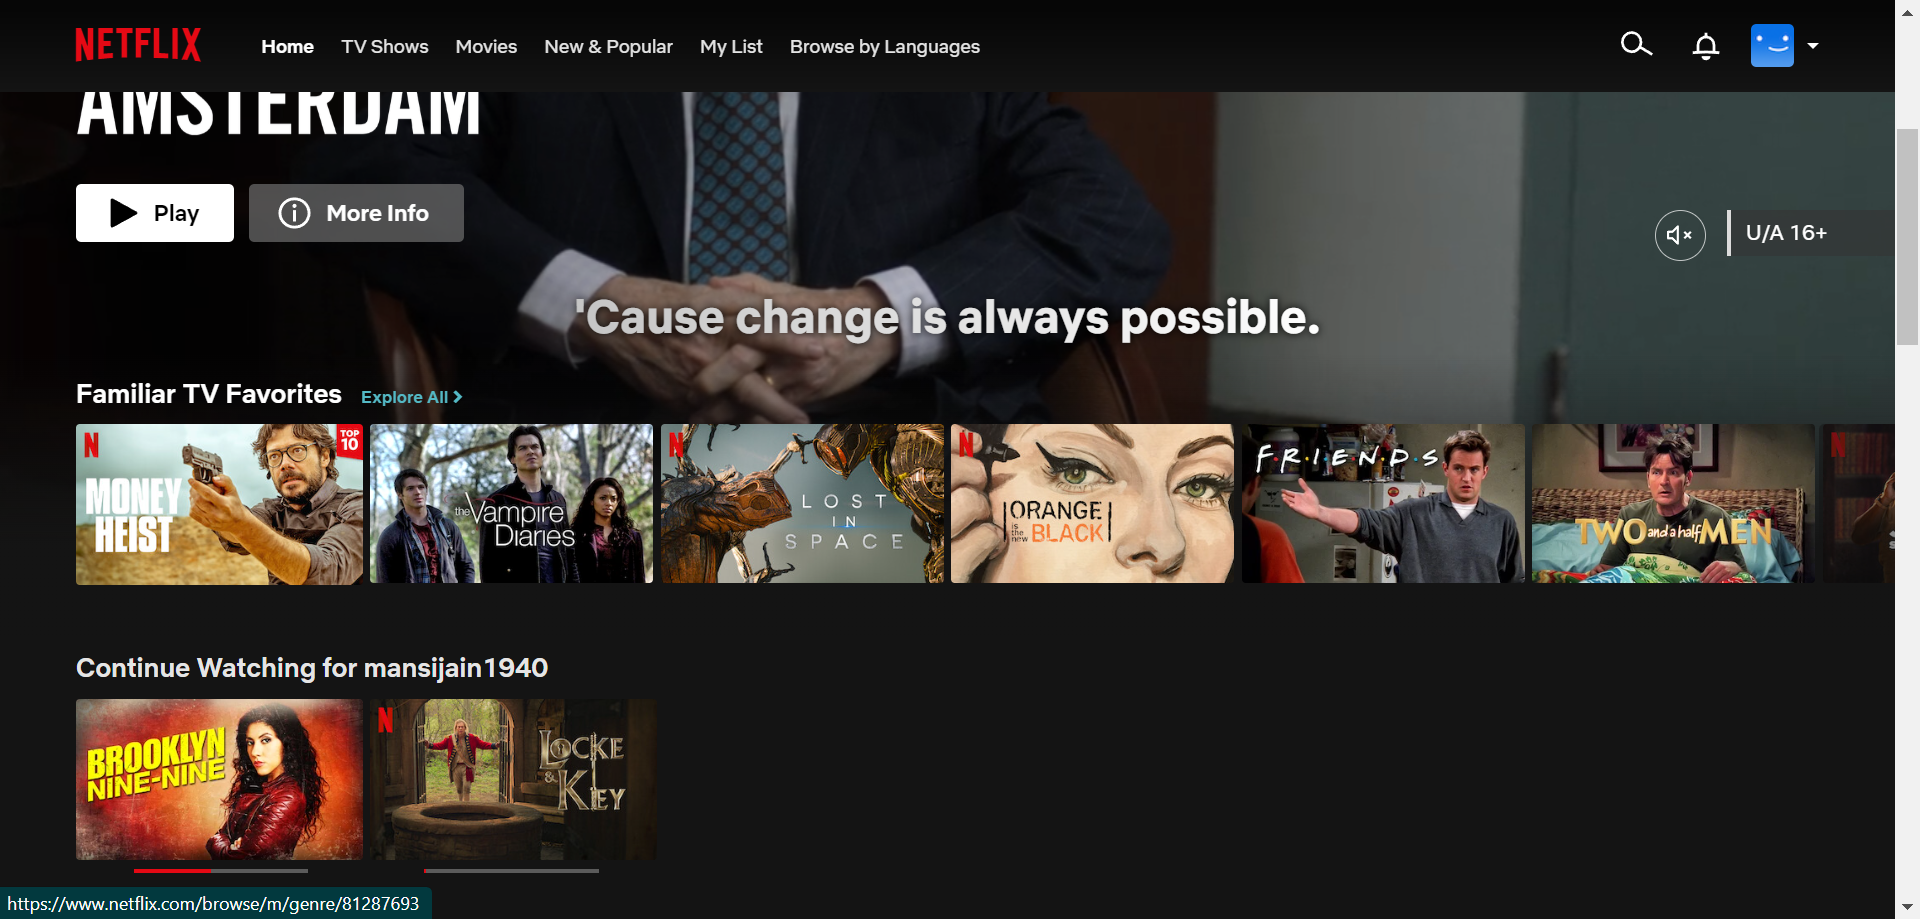 NETFLIX
Home TV Shows Movies New & Popular My List Browse by Languages
AMSTERDAM
Play More Info
U/A 16+
'Cause change is always possible.
Familiar TV Favorites Explore All
N
TOP
10
MONEY
HEIST
the Vampire
Diaries
N
LOST
IN
SPACE
N
ORANGE
is the new BLACK
FRIENDS
TWO and a half MEN
N
Continue Watching for mansijain1940
BROOKLYN
NINE-NINE
N
LOCKE
& KEY
https://www.netflix.com/browse/m/genre/81287693